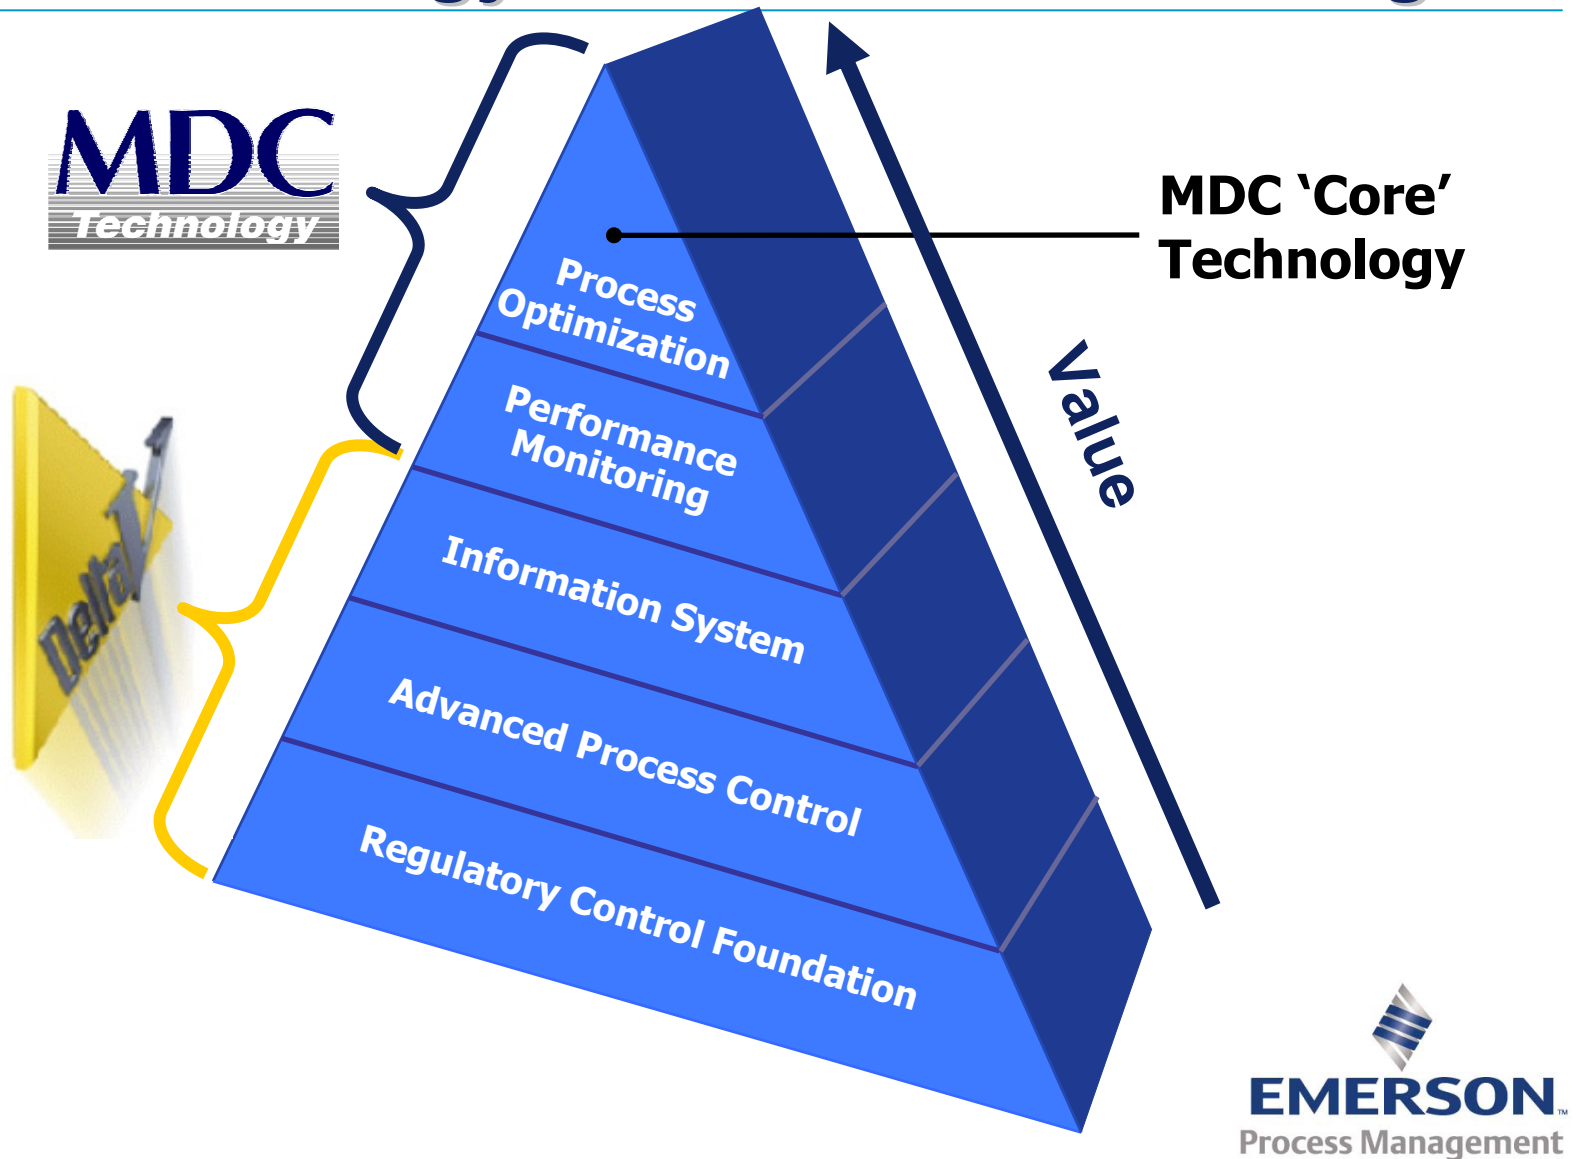 MDC
Technology
MDC ‘Core’
Technology
Process
Optimization
Value
Performance
Monitoring
DeltaV
Information System
Advanced Process Control
Regulatory Control Foundation
EMERSON™
Process Management